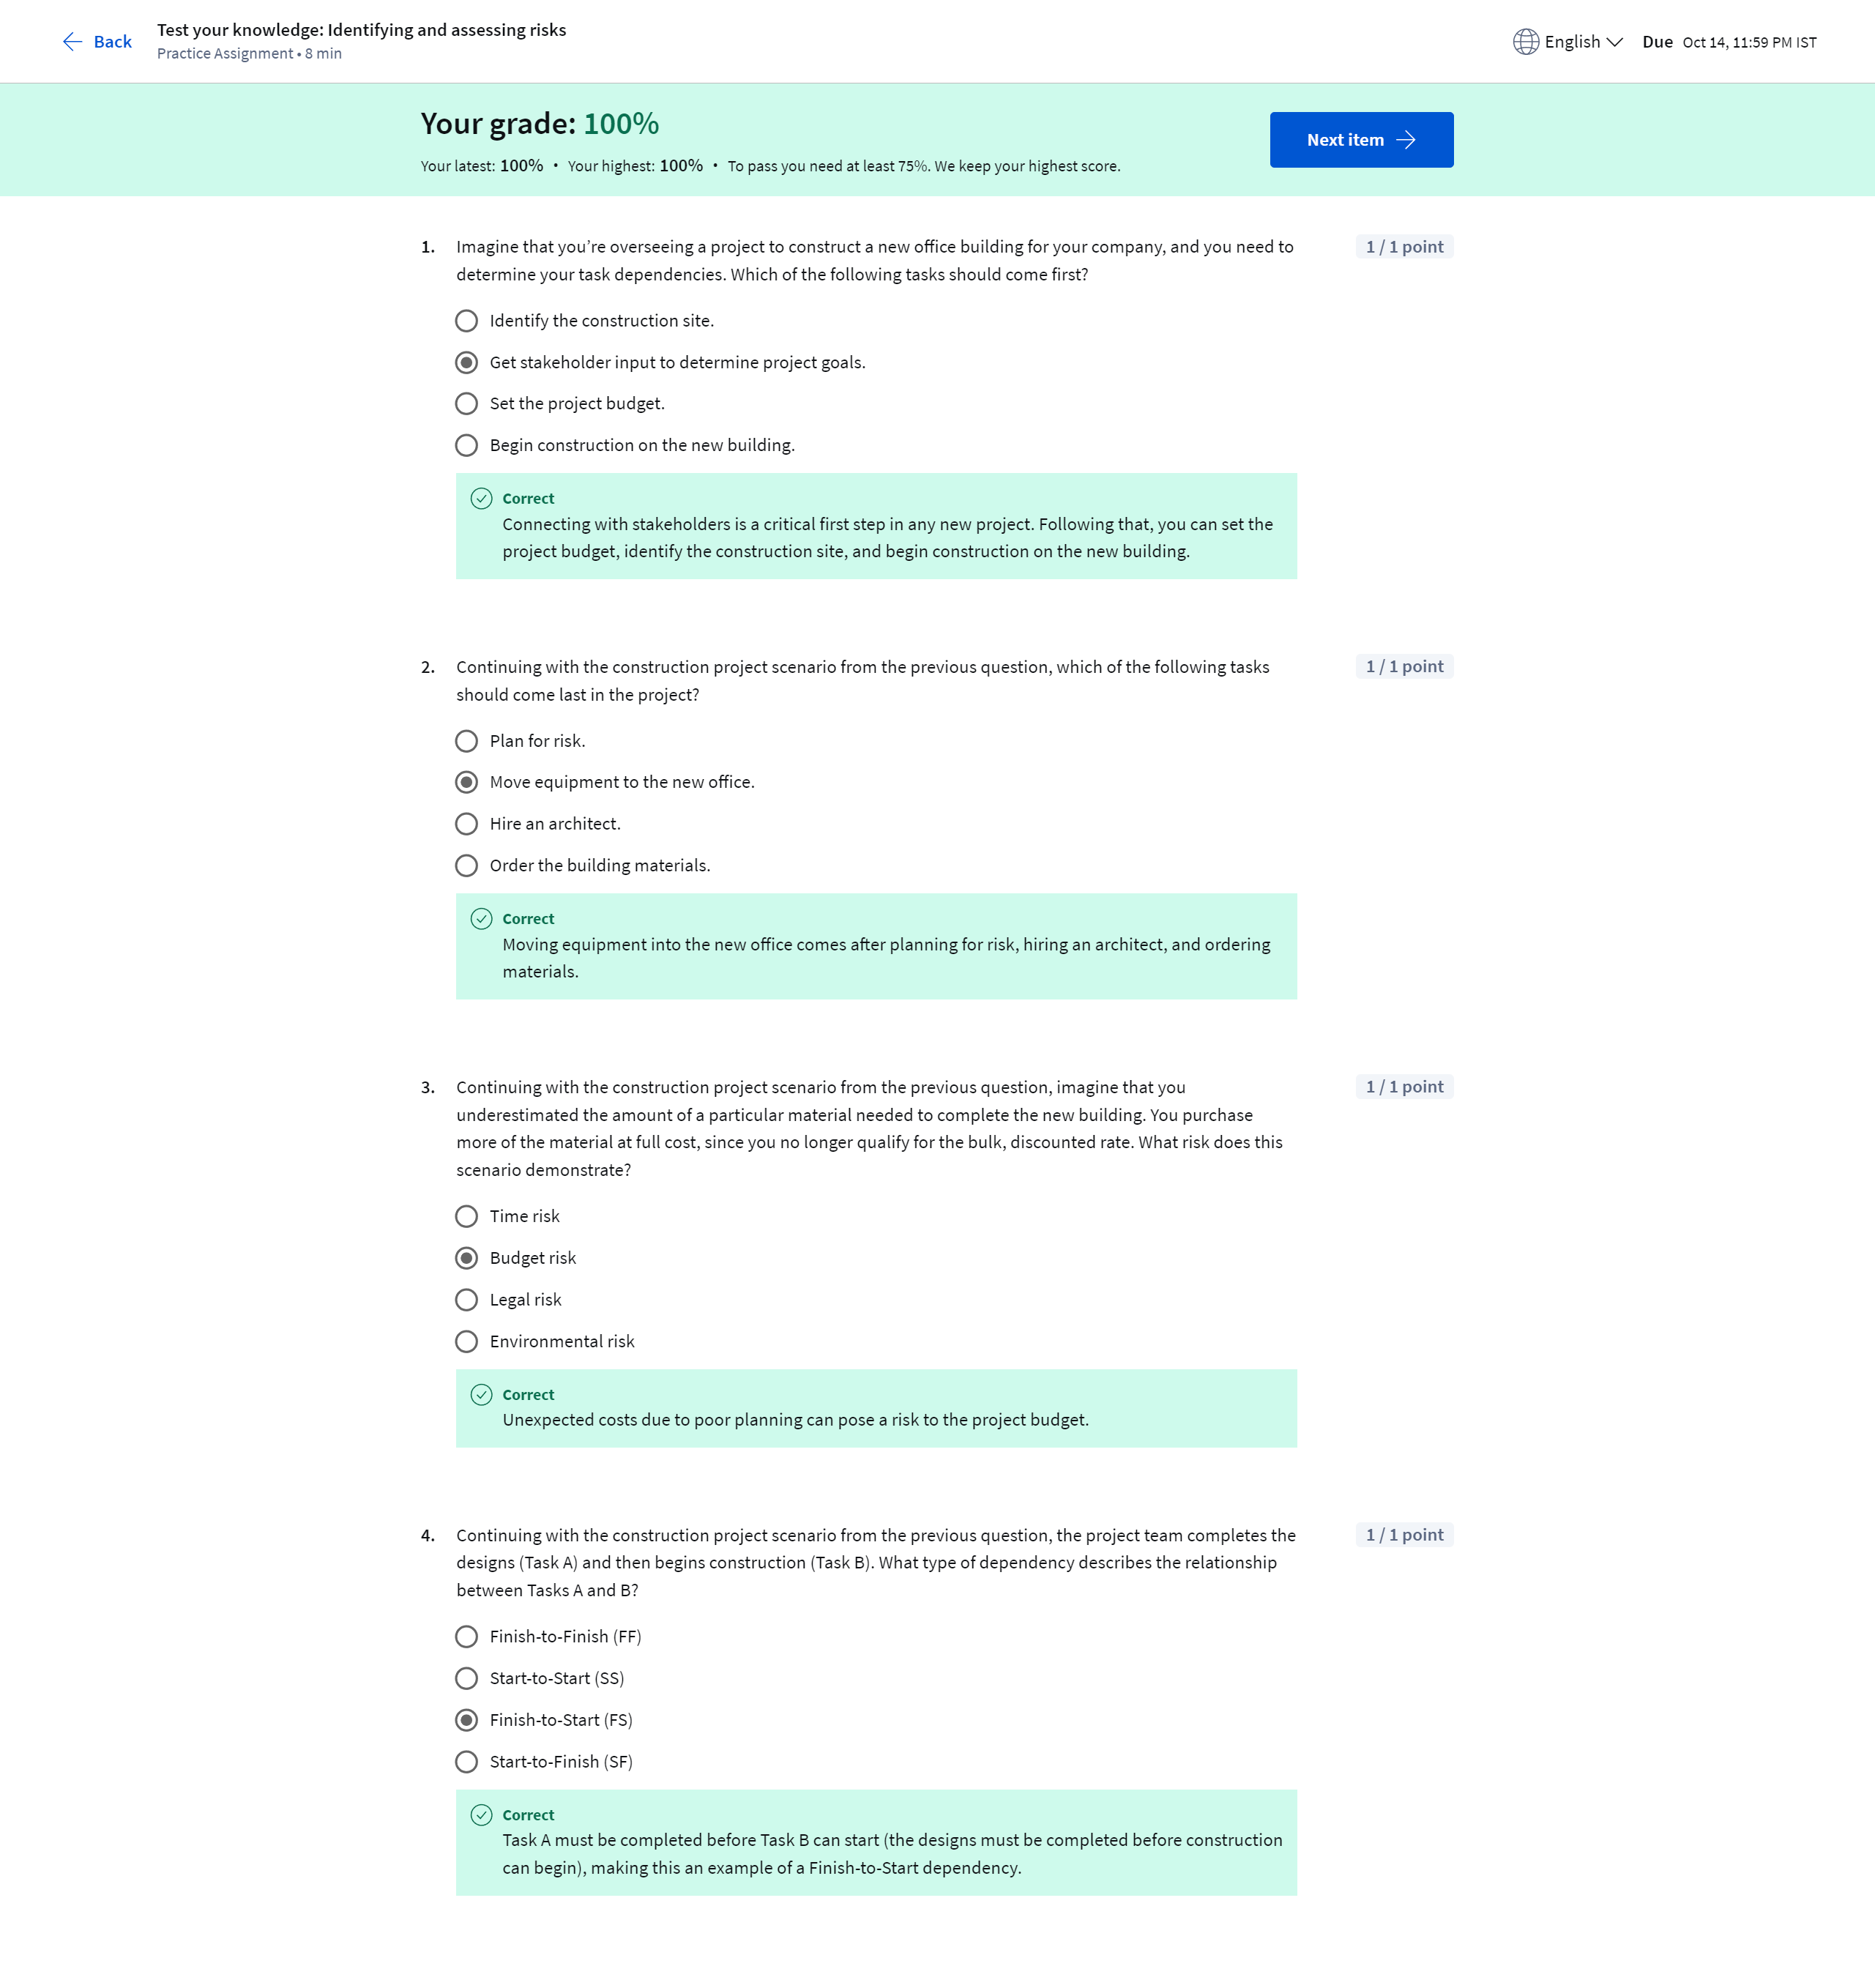 Back
Test your knowledge: Identifying and assessing risks
Practice Assignment • 8 min
English
Due Oct 14, 11:59 PM IST
Your grade: 100%
Your latest: 100% • Your highest: 100% • To pass you need at least 75%. We keep your highest score.
Next item
1. Imagine that you’re overseeing a project to construct a new office building for your company, and you need to
determine your task dependencies. Which of the following tasks should come first?
1 / 1 point
Identify the construction site.
Get stakeholder input to determine project goals.
Set the project budget.
Begin construction on the new building.
Correct
Connecting with stakeholders is a critical first step in any new project. Following that, you can set the
project budget, identify the construction site, and begin construction on the new building.
2. Continuing with the construction project scenario from the previous question, which of the following tasks
should come last in the project?
1 / 1 point
Plan for risk.
Move equipment to the new office.
Hire an architect.
Order the building materials.
Correct
Moving equipment into the new office comes after planning for risk, hiring an architect, and ordering
materials.
3. Continuing with the construction project scenario from the previous question, imagine that you
underestimated the amount of a particular material needed to complete the new building. You purchase
more of the material at full cost, since you no longer qualify for the bulk, discounted rate. What risk does this
scenario demonstrate?
1 / 1 point
Time risk
Budget risk
Legal risk
Environmental risk
Correct
Unexpected costs due to poor planning can pose a risk to the project budget.
4. Continuing with the construction project scenario from the previous question, the project team completes the
designs (Task A) and then begins construction (Task B). What type of dependency describes the relationship
between Tasks A and B?
1 / 1 point
Finish-to-Finish (FF)
Start-to-Start (SS)
Finish-to-Start (FS)
Start-to-Finish (SF)
Correct
Task A must be completed before Task B can start (the designs must be completed before construction
can begin), making this an example of a Finish-to-Start dependency.